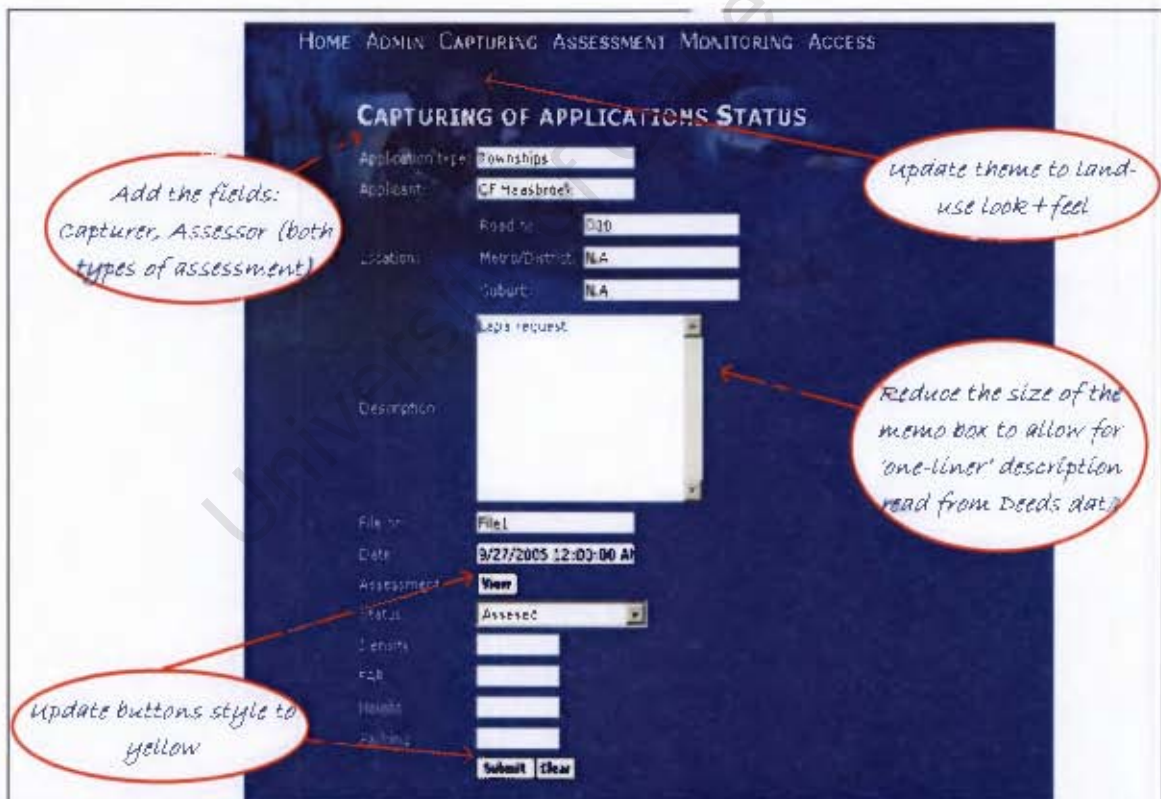 HOME ADMIN CAPTURING ASSESSMENT MONITORING ACCESS
CAPTURING OF APPLICATIONS STATUS
Application type: Townships
Applicant:
Road nr
Location: Metro/District: N.A
Suburb: N.A
Lapa request
Description
File nr File1
Date 9/27/2005 12:00:00 AM
Assessment View
Status Assesed
Density
FAR
Height
Parking
Submit Clear
Add the fields:
Capturer, Assessor (both
types of assessment)
Update theme to land-
use look + feel
Reduce the size of the
memo box to allow for
'one-liner' description
read from Deeds data
Update buttons style to
yellow